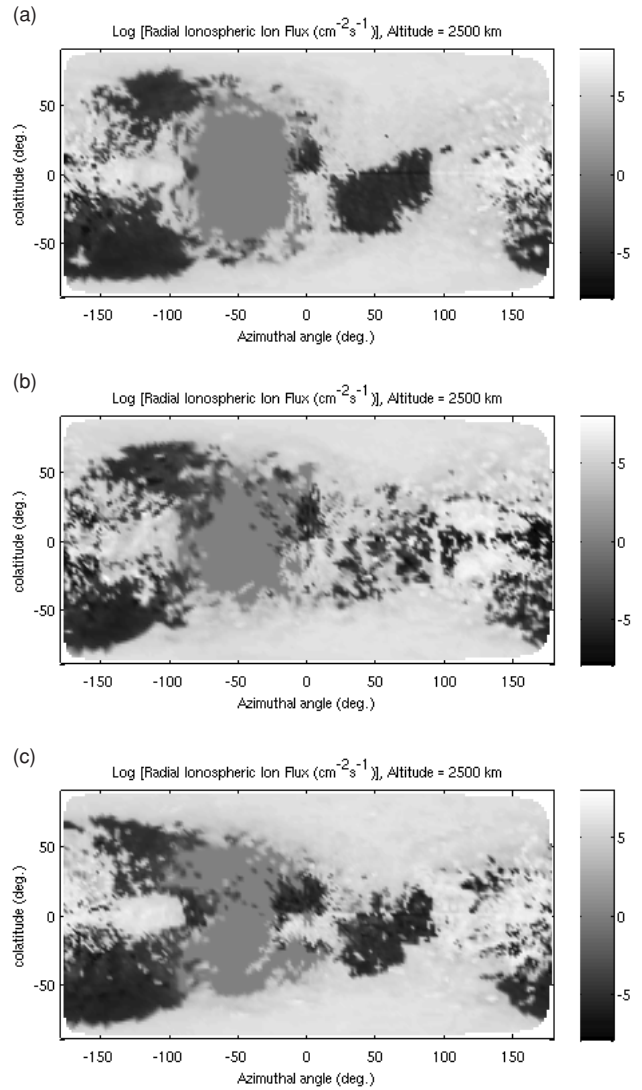 (a)
Log [Radial Ionospheric Ion Flux (cm⁻²s⁻¹)], Altitude = 2500 km
colatitude (deg.)
50
0
-50
5
0
-5
-150 -100 -50 0 50 100 150
Azimuthal angle (deg.)
(b)
Log [Radial Ionospheric Ion Flux (cm⁻²s⁻¹)], Altitude = 2500 km
colatitude (deg.)
50
0
-50
5
0
-5
-150 -100 -50 0 50 100 150
Azimuthal angle (deg.)
(c)
Log [Radial Ionospheric Ion Flux (cm⁻²s⁻¹)], Altitude = 2500 km
colatitude (deg.)
50
0
-50
5
0
-5
-150 -100 -50 0 50 100 150
Azimuthal angle (deg.)